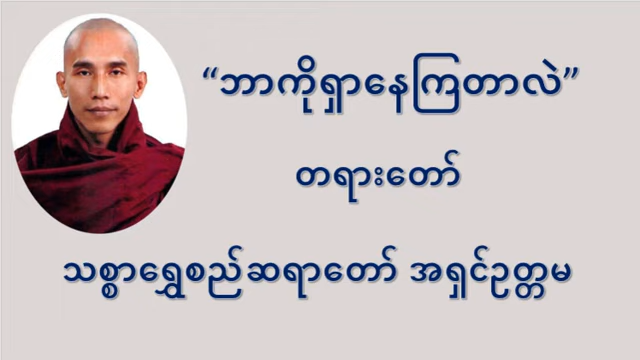 “ဘာကိုရှာနေကြတာလဲ”
တရားတော်
သစ္စာရွှေစည်ဆရာတော် အရှင်ဥတ္တမ